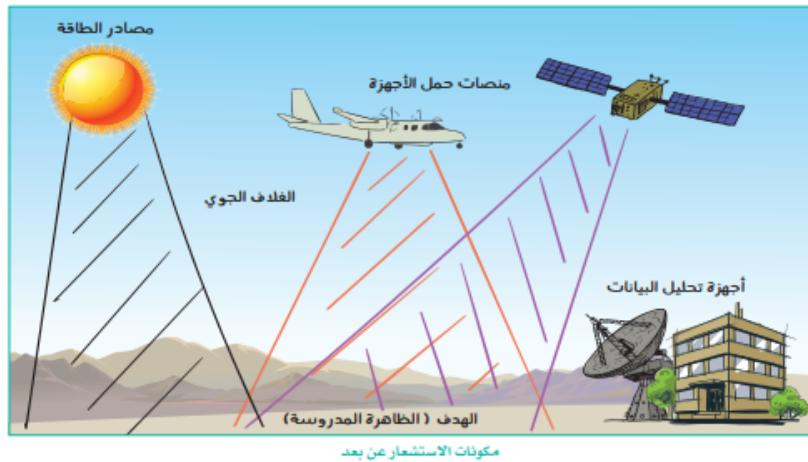 مصادر الطاقة
منصات حمل الأجهزة
الغلاف الجوي
أجهزة تحليل البيانات
الهدف (الظاهرة المدروسة)
مكونات الاستشعار عن بعد